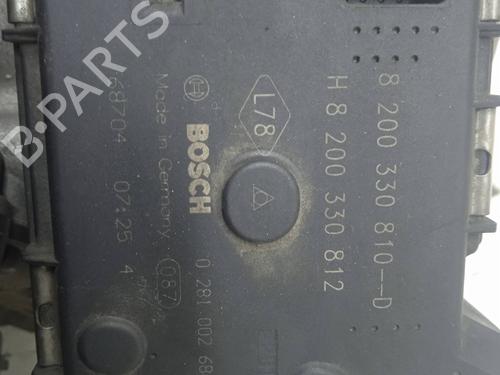 8 200 330 810--D
H 8 200 330 812
L78
BOSCH 0 281 002 68
Made in Germany 087
68704 07:25 4
B-PARTS